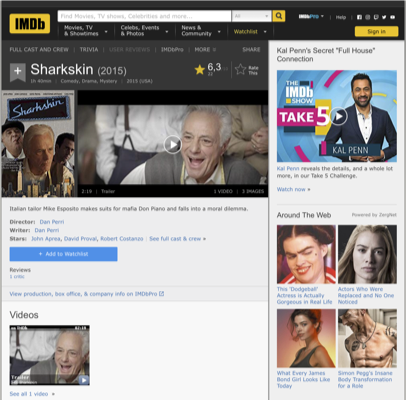 IMDb
Find Movies, TV shows, Celebrities and more...
All
IMDbPro
Help
Movies, TV & Showtimes
Celebs, Events & Photos
News & Community
Watchlist
Sign in
FULL CAST AND CREW | TRIVIA | USER REVIEWS | IMDbPro | MORE
SHARE
Sharkskin (2015)
1h 40min | Comedy, Drama, Mystery | 2015 (USA)
6,3
Rate This
Sharkskin
2:19 | Trailer
1 VIDEO | 3 IMAGES
Italian tailor Mike Esposito makes suits for mafia Don Piano and falls into a moral dilemma.
Director: Dan Perri
Writer: Dan Perri
Stars: John Aprea, David Proval, Robert Costanzo | See full cast & crew »
+ Add to Watchlist
Reviews
1 critic
View production, box office, & company info on IMDbPro
Videos
02:19
Trailer
See all 1 video »
Kal Penn's Secret "Full House"
Connection
THE
IMDb
SHOW
TAKE 5
KAL PENN
Kal Penn reveals the details, and a whole lot
more, in our Take 5 Challenge.
Watch now »
Around The Web
Powered by ZergNet
This 'Dodgeball'
Actress is Actually
Gorgeous in Real Life
Actors Who
Were Replaced
and No One
Noticed
What Every James
Bond Girl Looks Like
Today
Simon Pegg's Insane
Body Transformation
for a Role